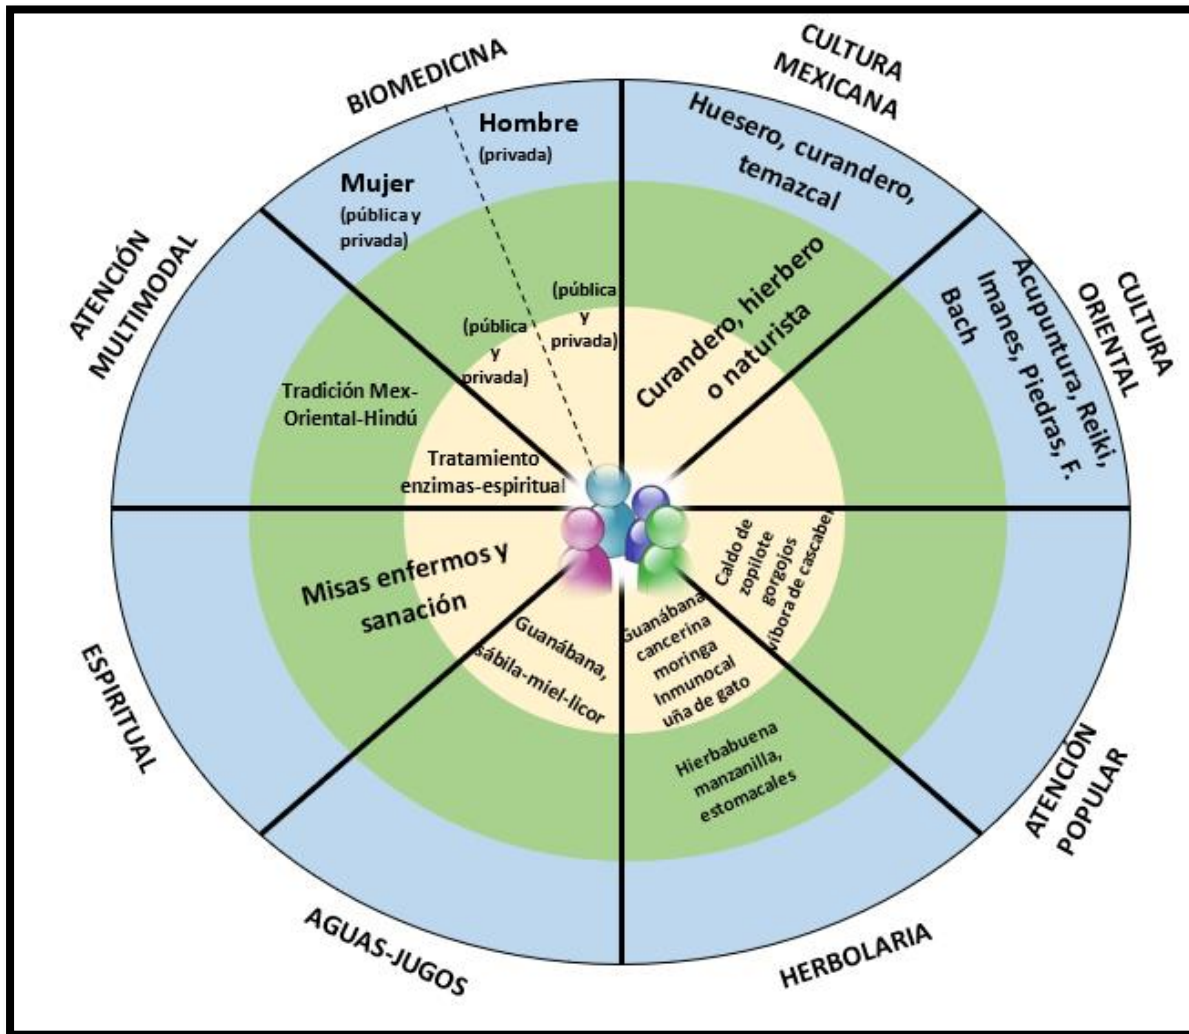 BIOMEDICINA
CULTURA
MEXICANA
Hombre
(privada)
Mujer
(pública y
privada)
Huesero, curandero,
temazcal
ATENCIÓN
MULTIMODAL
CULTURA
ORIENTAL
Acupuntura, Reiki,
Imanes, Piedras, F.
Bach
(pública
y
privada)
(pública
y
privada)
Curandero, hierbero
o naturista
Tradición Mex-
Oriental-Hindú
Tratamiento
enzimas-espiritual
Misas enfermos y
sanación
Caldo de
zopilote
gorgojos
víbora de cascabel
Guanábana,
sábila-miel-licor
Guanábana
cancerina
moringa
Inmunocal
uña de gato
Hierbabuena
manzanilla,
estomacales
ESPIRITUAL
ATENCIÓN
POPULAR
AGUAS-JUGOS
HERBOLARIA